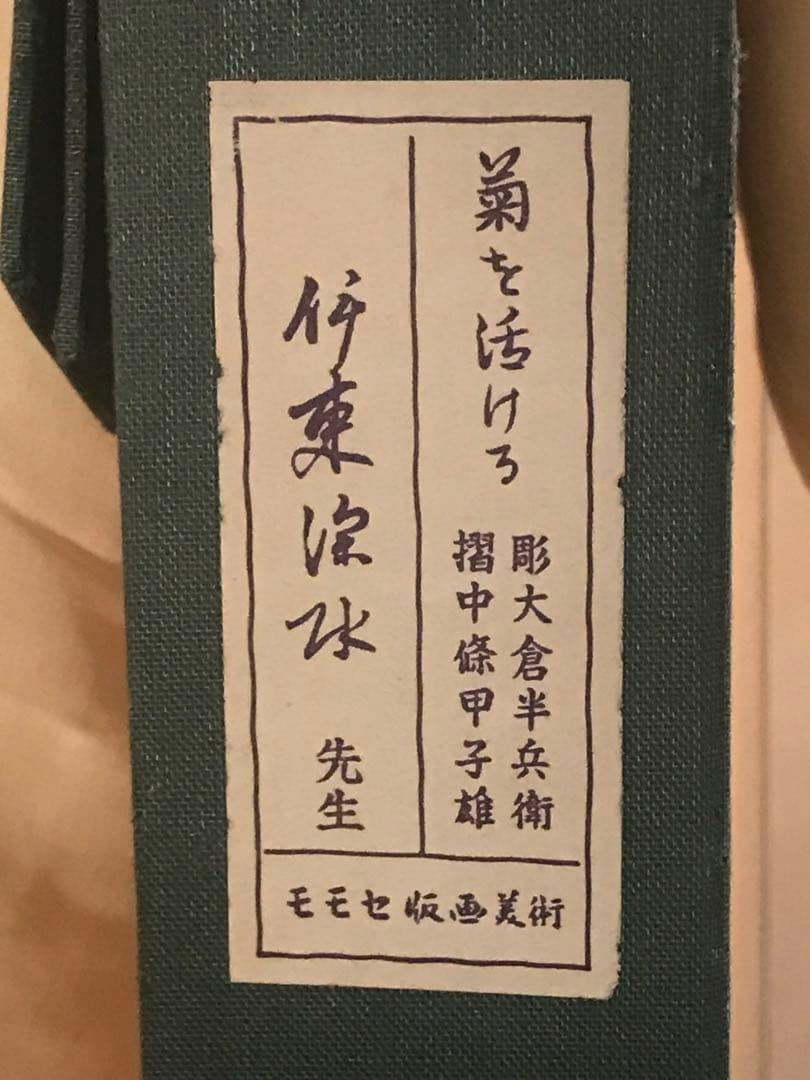 菊を活ける
彫大倉半兵衛
摺中條甲子雄
伊東深水 先生
モモセ版画美術